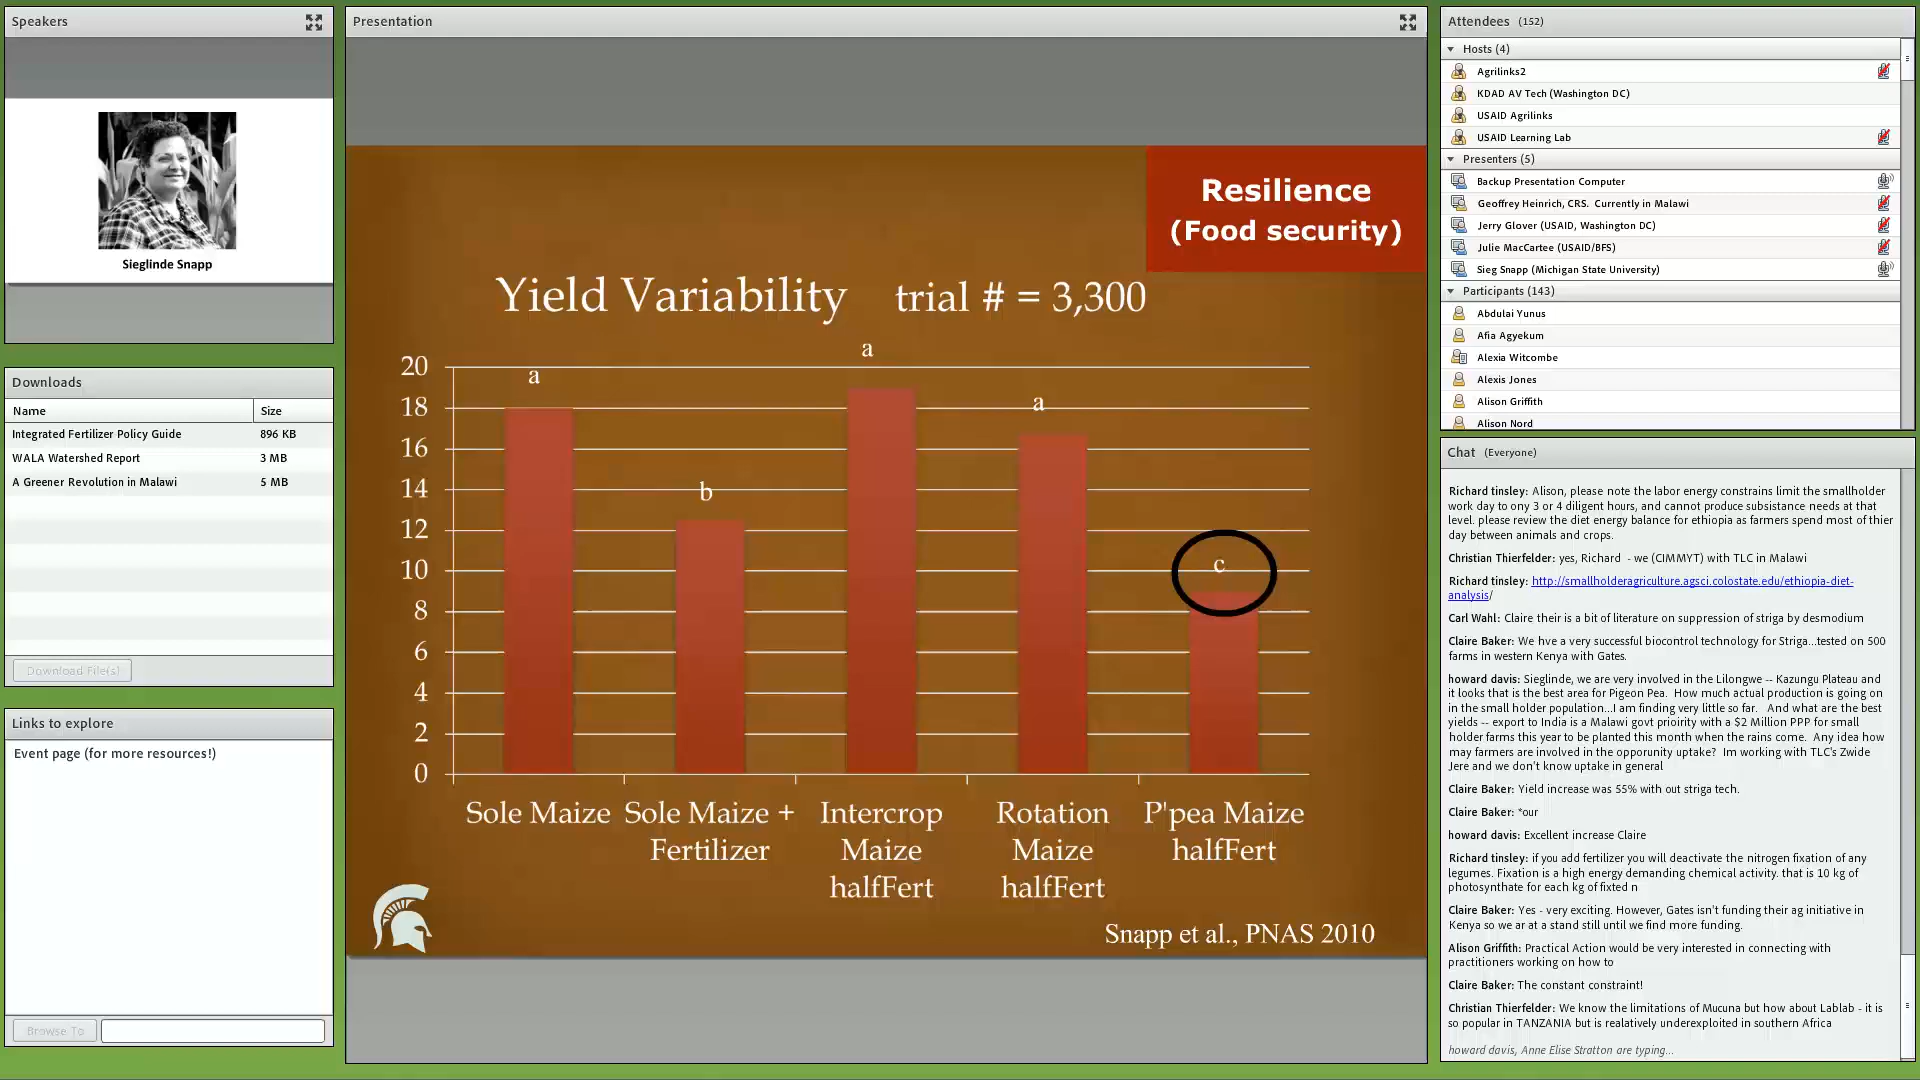 Speakers
Sieglinde Snapp
Downloads
Name Size
Integrated Fertilizer Policy Guide 896 KB
WALA Watershed Report 3 MB
A Greener Revolution in Malawi 5 MB
Download File(s)
Links to explore
Event page (for more resources!)
Browse To
Presentation
Resilience
(Food security)
Yield Variability trial # = 3,300
a
a
a
b
c
20
18
16
14
12
10
8
6
4
2
0
Sole Maize
Sole Maize +
Fertilizer
Intercrop
Maize
halfFert
Rotation
Maize
halfFert
P'pea Maize
halfFert
Snapp et al., PNAS 2010
Attendees (152)
Hosts (4)
Agrilinks2
KDAD AV Tech (Washington DC)
USAID Agrilinks
USAID Learning Lab
Presenters (5)
Backup Presentation Computer
Geoffrey Heinrich, CRS. Currently in Malawi
Jerry Glover (USAID, Washington DC)
Julie MacCartee (USAID/BFS)
Sieg Snapp (Michigan State University)
Participants (143)
Abdulai Yunus
Afia Agyekum
Alexia Witcombe
Alexis Jones
Alison Griffith
Alison Nord
Chat (Everyone)
Richard tinsley: Alison, please note the labor energy constrains limit the smallholder
work day to ony 3 or 4 diligent hours, and cannot produce subsistance needs at that
level. please review the diet energy balance for ethiopia as farmers spend most of thier
day between animals and crops.
Christian Thierfelder: yes, Richard - we (CIMMYT) with TLC in Malawi
Richard tinsley: http://smallholderagriculture.agsci.colostate.edu/ethiopia-diet-
analysis/
Carl Wahl: Claire their is a bit of literature on suppression of striga by desmodium
Claire Baker: We hve a very successful biocontrol technology for Striga...tested on 500
farms in western Kenya with Gates.
howard davis: Sieglinde, we are very involved in the Lilongwe -- Kazungu Plateau and
it looks that is the best area for Pigeon Pea. How much actual production is going on
in the small holder population...I am finding very little so far. And what are the best
yields -- export to India is a Malawi govt prioirity with a $2 Million PPP for small
holder farms this year to be planted this month when the rains come. Any idea how
may farmers are involved in the opporunity uptake? Im working with TLC's Zwide
Jere and we don't know uptake in general
Claire Baker: Yield increase was 55% with out striga tech.
Claire Baker: *our
howard davis: Excellent increase Claire
Richard tinsley: if you add fertilizer you will deactivate the nitrogen fixation of any
legumes. Fixation is a high energy demanding chemical activity. that is 10 kg of
photosynthate for each kg of fixted n
Claire Baker: Yes - very exciting. However, Gates isn't funding their ag initiative in
Kenya so we ar at a stand still until we find more funding.
Alison Griffith: Practical Action would be very interested in connecting with
practitioners working on how to
Claire Baker: The constant constraint!
Christian Thierfelder: We know the limitations of Mucuna but how about Lablab - it is
so popular in TANZANIA but is realatively underexploited in southern Africa
howard davis, Anne Elise Stratton are typing...